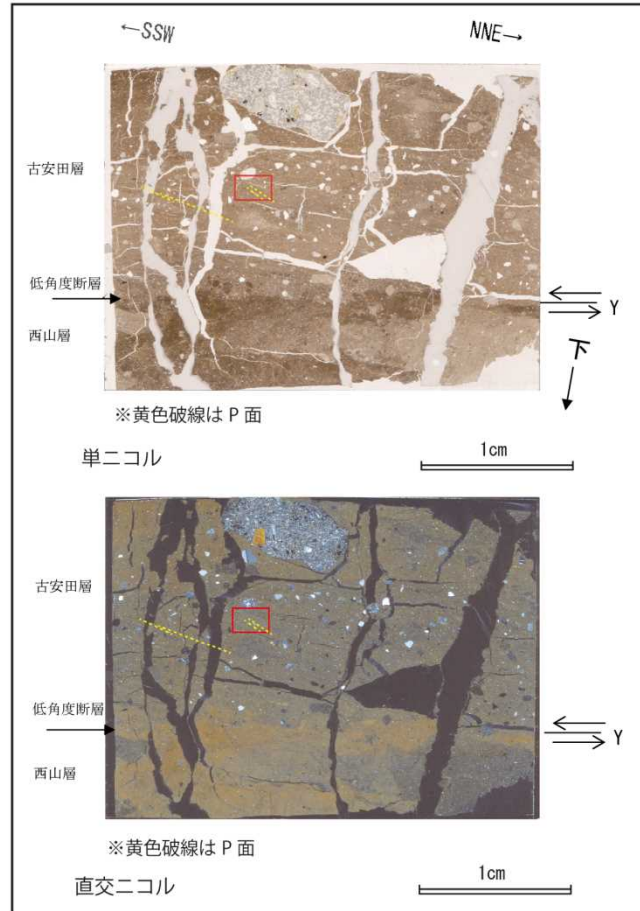 ←SSW
NNE→
古安田層
低角度断層
西山層
Y
下
※黄色破線は P 面
単ニコル
1cm
古安田層
低角度断層
西山層
Y
※黄色破線は P 面
直交ニコル
1cm